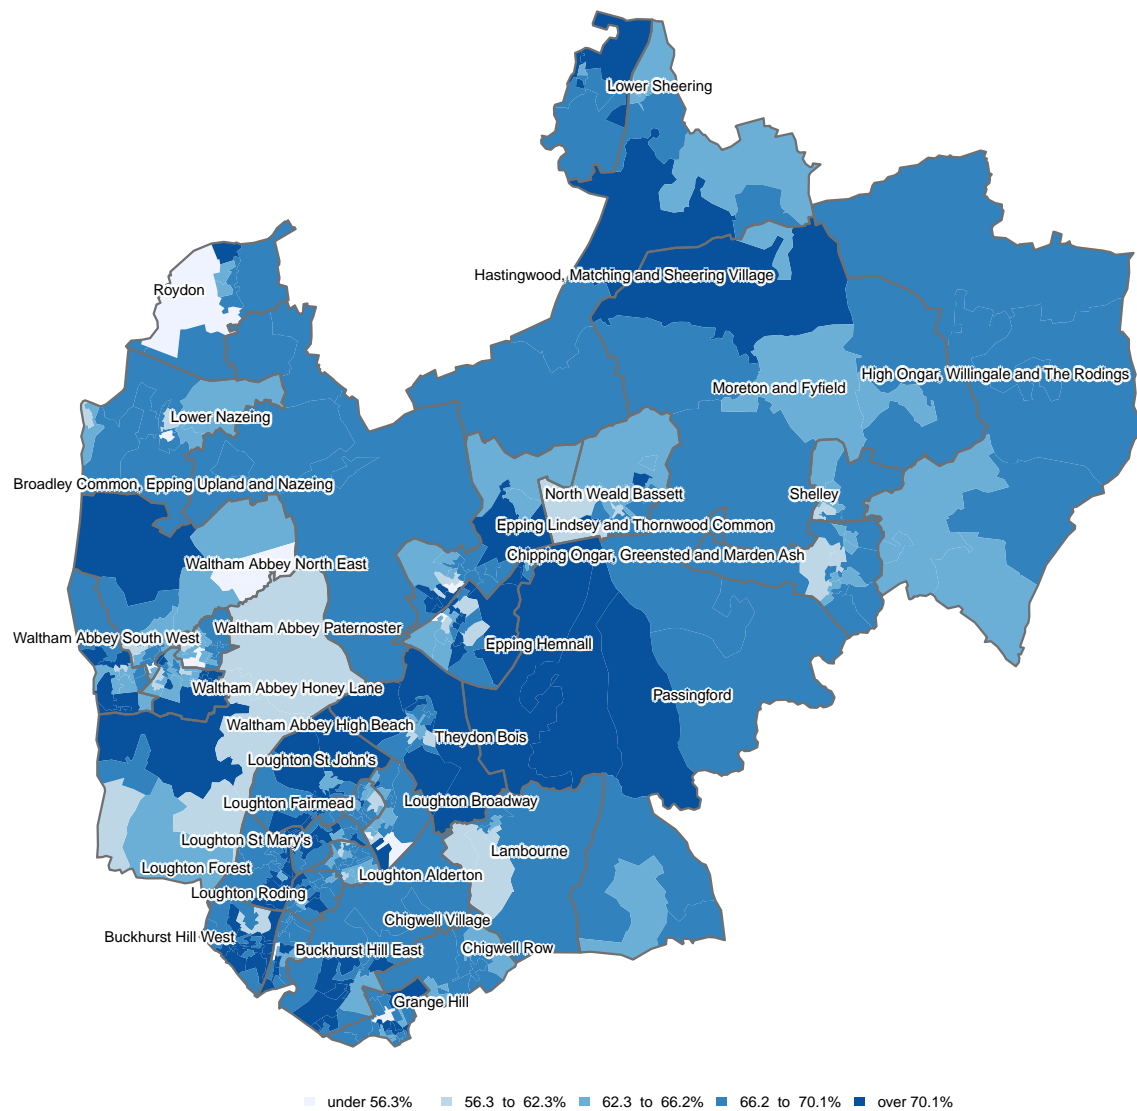 Lower Sheering
Hastingwood, Matching and Sheering Village
Roydon
High Ongar, Willingale and The Rodings
Moreton and Fyfield
Lower Nazeing
Broadley Common, Epping Upland and Nazeing
North Weald Bassett
Shelley
Epping Lindsey and Thornwood Common
Chipping Ongar, Greensted and Marden Ash
Waltham Abbey North East
Waltham Abbey Paternoster
Waltham Abbey South West
Epping Hemnall
Waltham Abbey Honey Lane
Passingford
Waltham Abbey High Beach
Theydon Bois
Loughton St John's
Loughton Fairmead
Loughton Broadway
Loughton St Mary's
Lambourne
Loughton Forest
Loughton Alderton
Loughton Roding
Chigwell Village
Buckhurst Hill West
Chigwell Row
Buckhurst Hill East
Grange Hill
under 56.3% 56.3 to 62.3% 62.3 to 66.2% 66.2 to 70.1% over 70.1%